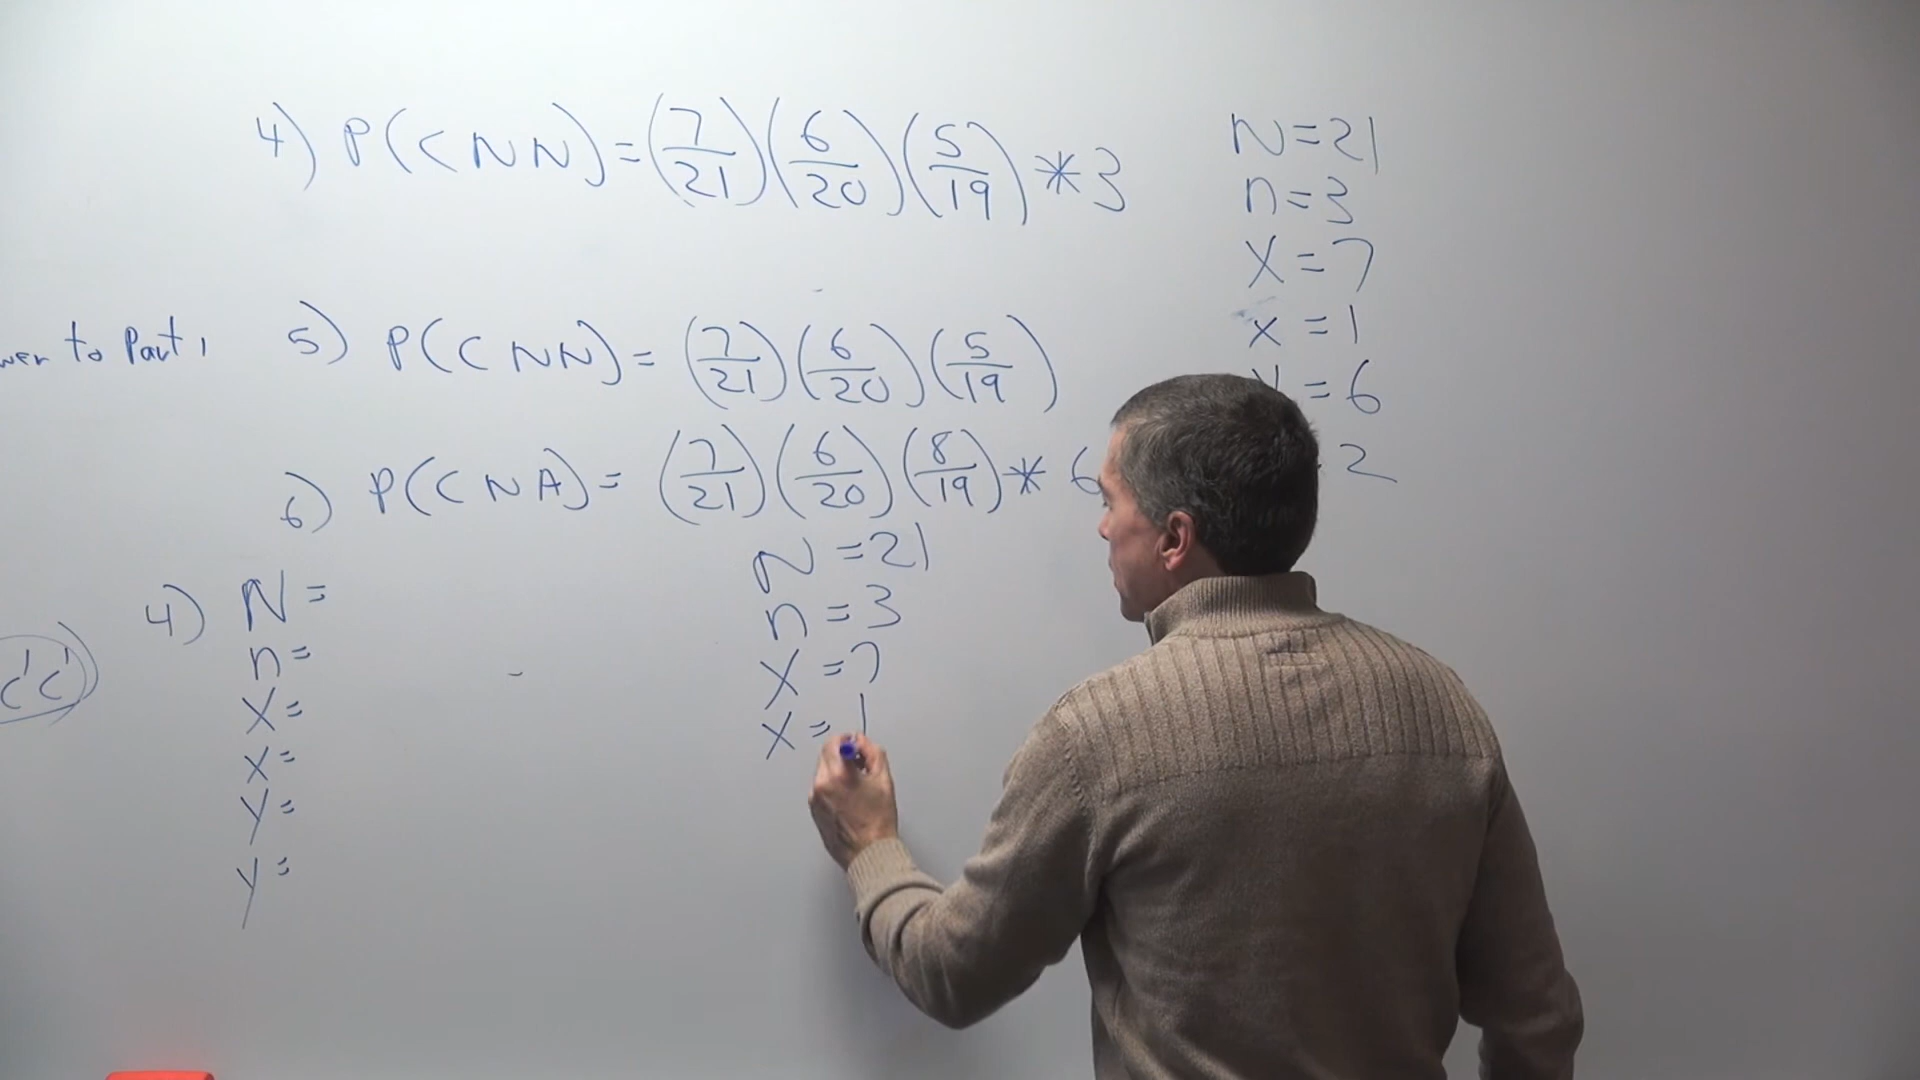 4) P(CNN)=(7/21)(6/20)(5/19)*3
N=21
n=3
X=7
x=1
=6
2
to Part 1
5) P(CNN)=(7/21)(6/20)(5/19)
6) P(CNA)=(7/21)(6/20)(8/19)*6
N=21
n=3
X=7
x=1
4) N=
n=
X=
x=
Y=
y=
c'c')